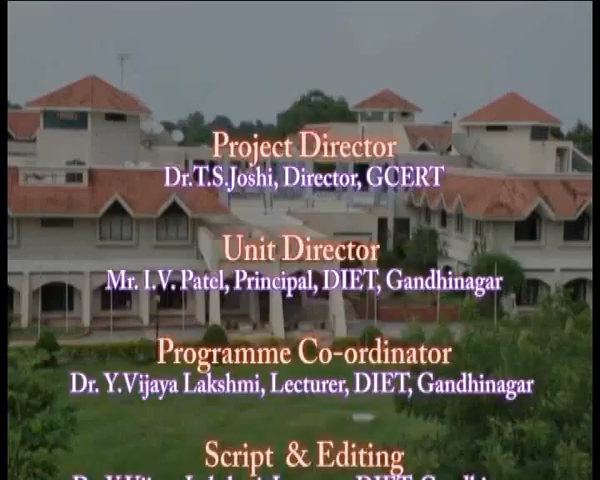 Project Director
Dr.T.S.Joshi, Director, GCERT
Unit Director
Mr. I.V. Patel, Principal, DIET, Gandhinagar
Programme Co-ordinator
Dr. Y.Vijaya Lakshmi, Lecturer, DIET, Gandhinagar
Script & Editing